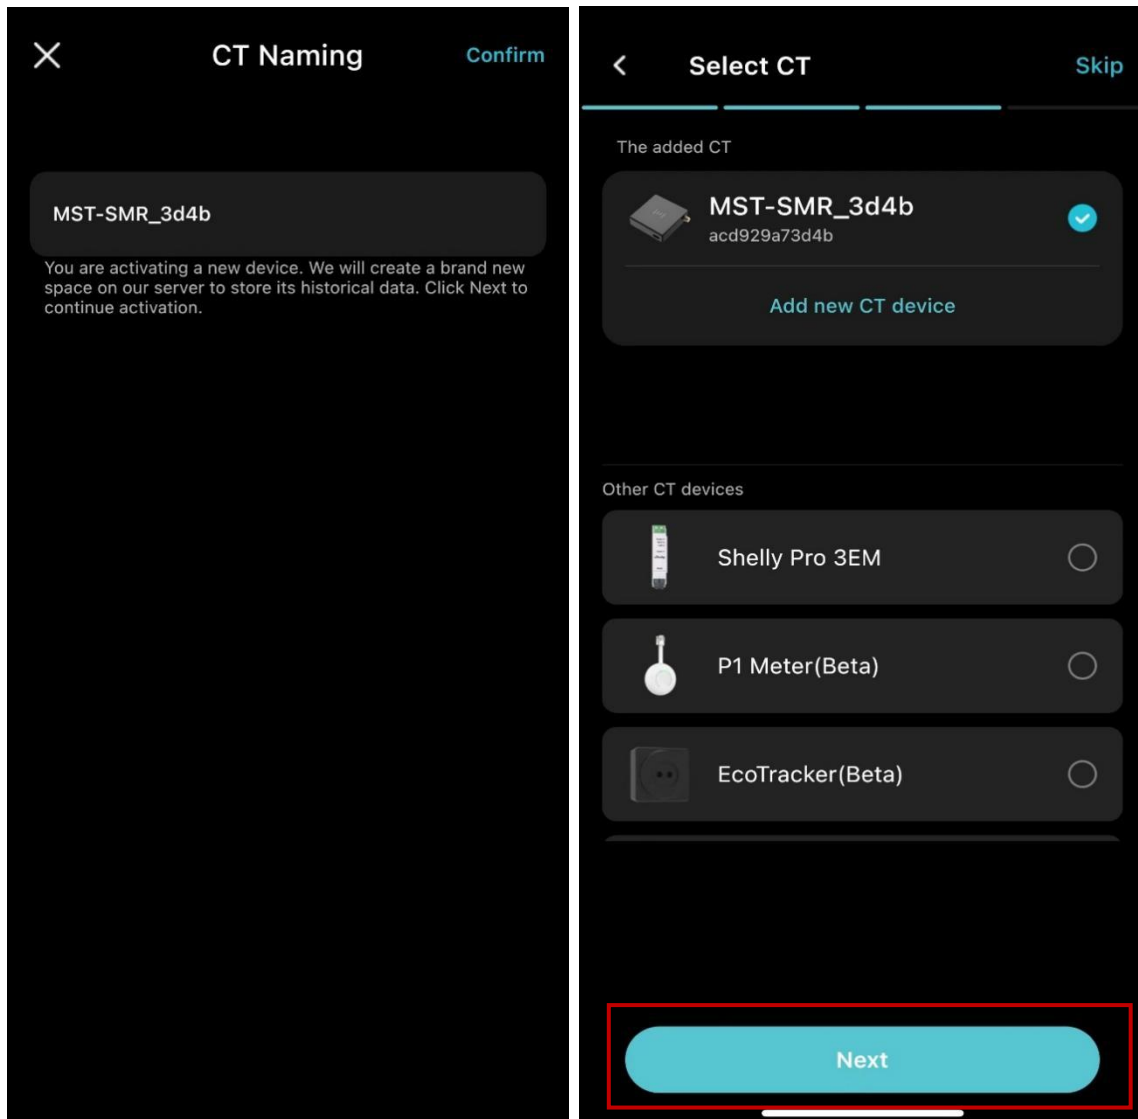 CT Naming
Confirm
MST-SMR_3d4b
You are activating a new device. We will create a brand new
space on our server to store its historical data. Click Next to
continue activation.
Select CT
Skip
The added CT
MST-SMR_3d4b
acd929a73d4b
Add new CT device
Other CT devices
Shelly Pro 3EM
P1 Meter(Beta)
EcoTracker(Beta)
Next